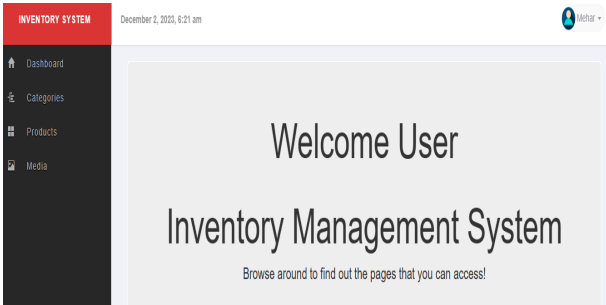 INVENTORY SYSTEM
December 2, 2023, 6:21 am
Mehar
Dashboard
Categories
Products
Media
Welcome User
Inventory Management System
Browse around to find out the pages that you can access!